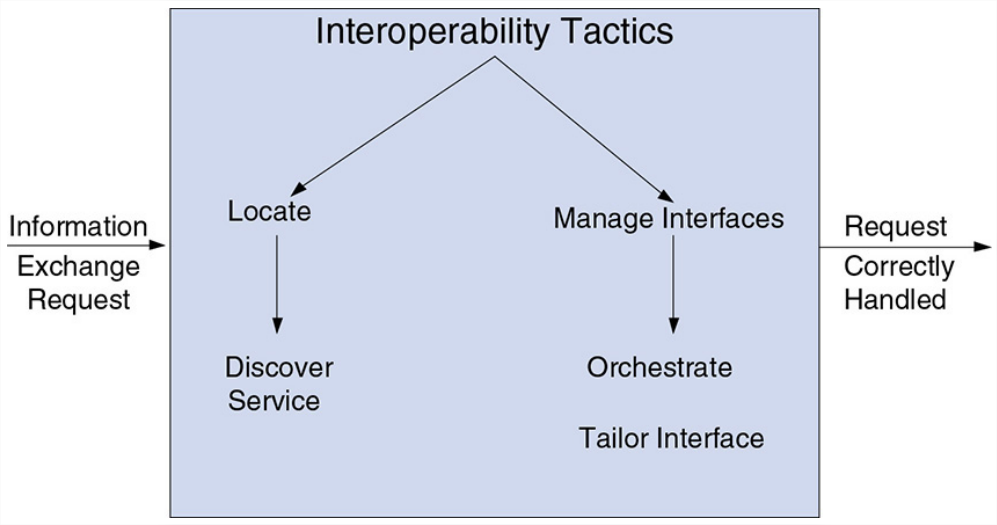 Interoperability Tactics
Locate
Manage Interfaces
Information
Exchange
Request
Request
Correctly
Handled
Discover
Service
Orchestrate
Tailor Interface